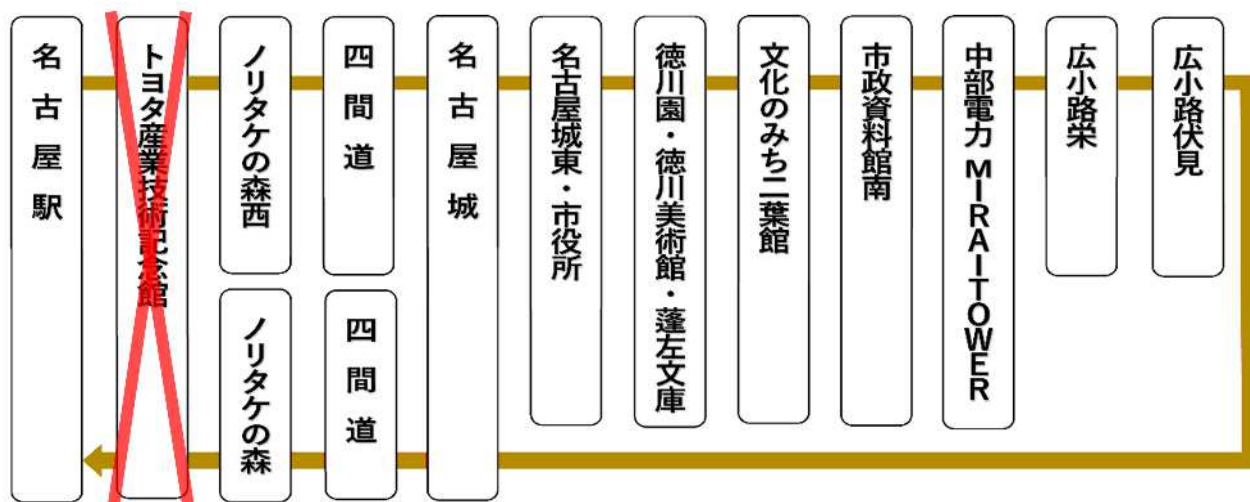 名古屋駅
トヨタ産業技術記念館
ノリタケの森西
四間道
名古屋城
名古屋城東・市役所
徳川園・徳川美術館・蓬左文庫
文化のみち二葉館
市政資料館南
中部電力 MIRAITOWER
広小路栄
広小路伏見
ノリタケの森
四間道